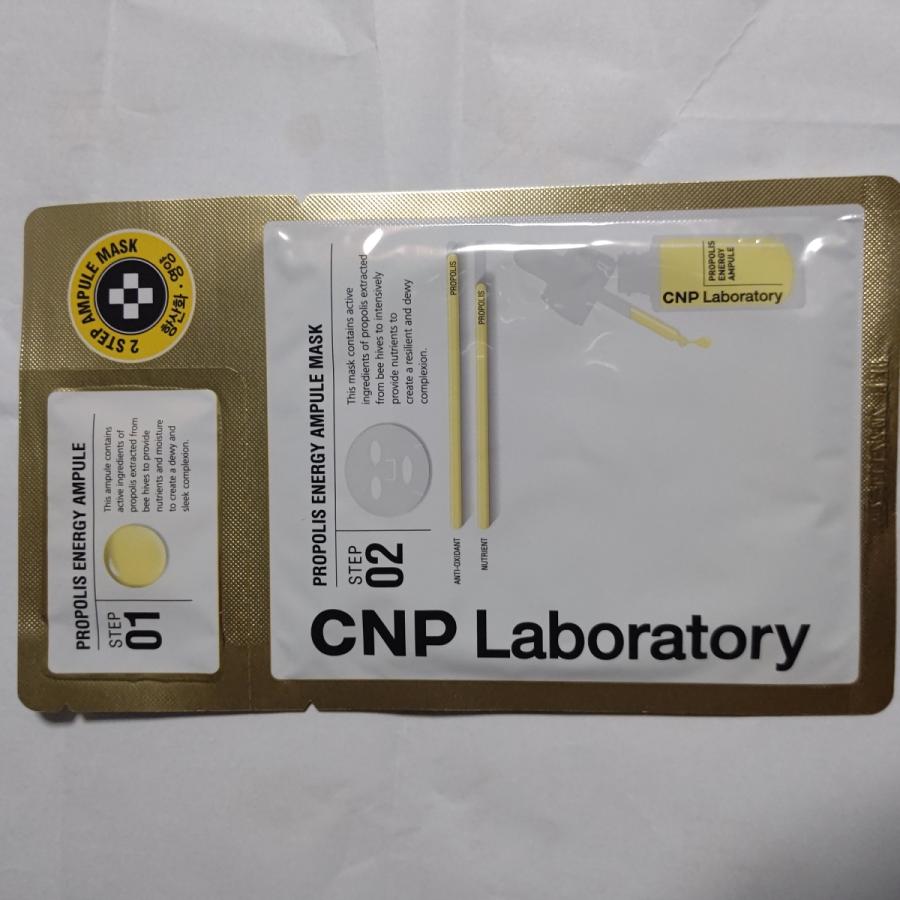 2 STEP AMPULE MASK
항산화 · 영양
PROPOLIS ENERGY AMPULE
STEP
01
This ampule contains
active ingredients of
propolis extracted from
bee hives to provide
nutrients and moisture
to create a dewy and
sleek complexion.
PROPOLIS ENERGY AMPULE MASK
STEP
02
This mask contains active
ingredients of propolis extracted
from bee hives to intensively
provide nutrients to
create a resilient and dewy
complexion.
ANTI-OXIDANT
PROPOLIS
NUTRIENT
PROPOLIS
PROPOLIS
ENERGY
AMPULE
CNP Laboratory
CNP Laboratory